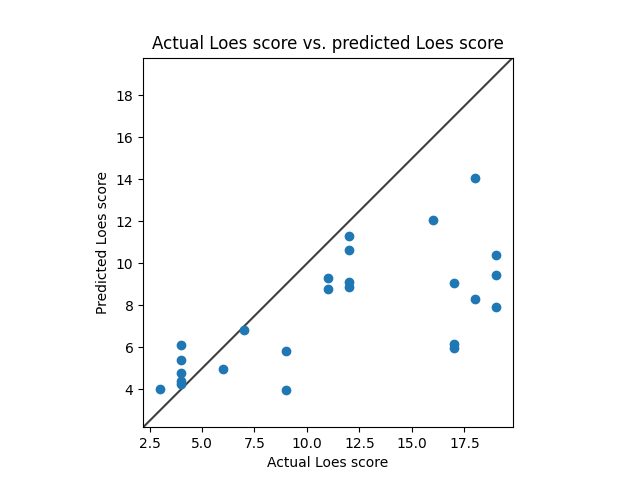 Actual Loes score vs. predicted Loes score
18
16
14
12
10
8
6
4
Predicted Loes score
2.5 5.0 7.5 10.0 12.5 15.0 17.5
Actual Loes score